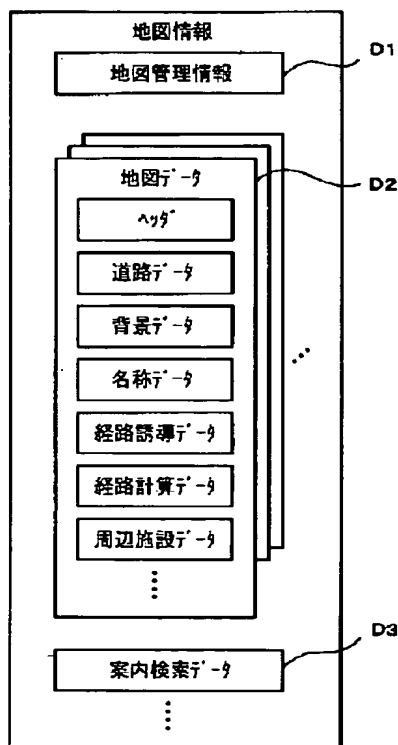 地図情報
地図管理情報
D1
地図データ
D2
ヘッダ
道路データ
背景データ
名称データ
経路誘導データ
経路計算データ
周辺施設データ
D3
案内検索データ